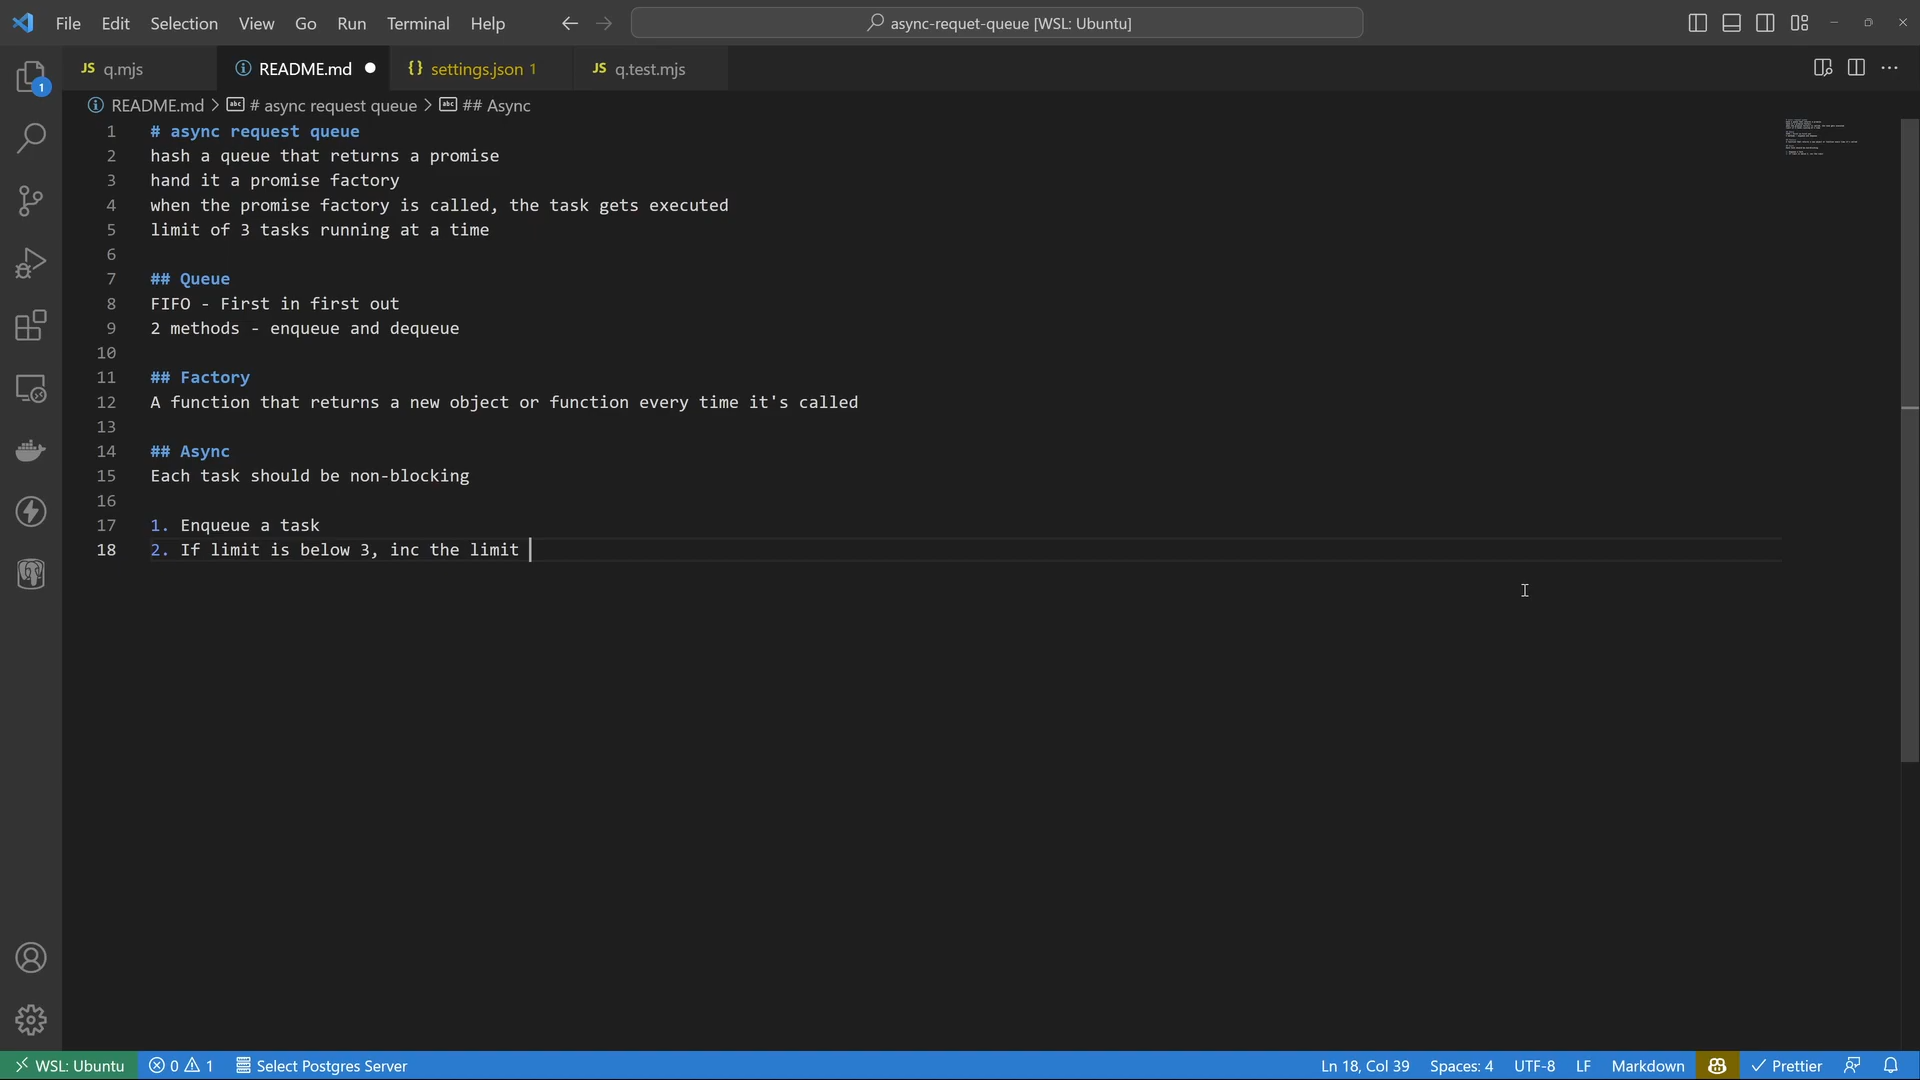 File Edit Selection View Go Run Terminal Help
async-requet-queue [WSL: Ubuntu]
1
JS q.mjs
README.md
{} settings.json 1
JS q.test.mjs
README.md > # async request queue > ## Async
1 # async request queue
2 hash a queue that returns a promise
3 hand it a promise factory
4 when the promise factory is called, the task gets executed
5 limit of 3 tasks running at a time
6
7 ## Queue
8 FIFO - First in first out
9 2 methods - enqueue and dequeue
10
11 ## Factory
12 A function that returns a new object or function every time it's called
13
14 ## Async
15 Each task should be non-blocking
16
17 1. Enqueue a task
18 2. If limit is below 3, inc the limit
WSL: Ubuntu 0 1 Select Postgres Server Ln 18, Col 39 Spaces: 4 UTF-8 LF Markdown Prettier